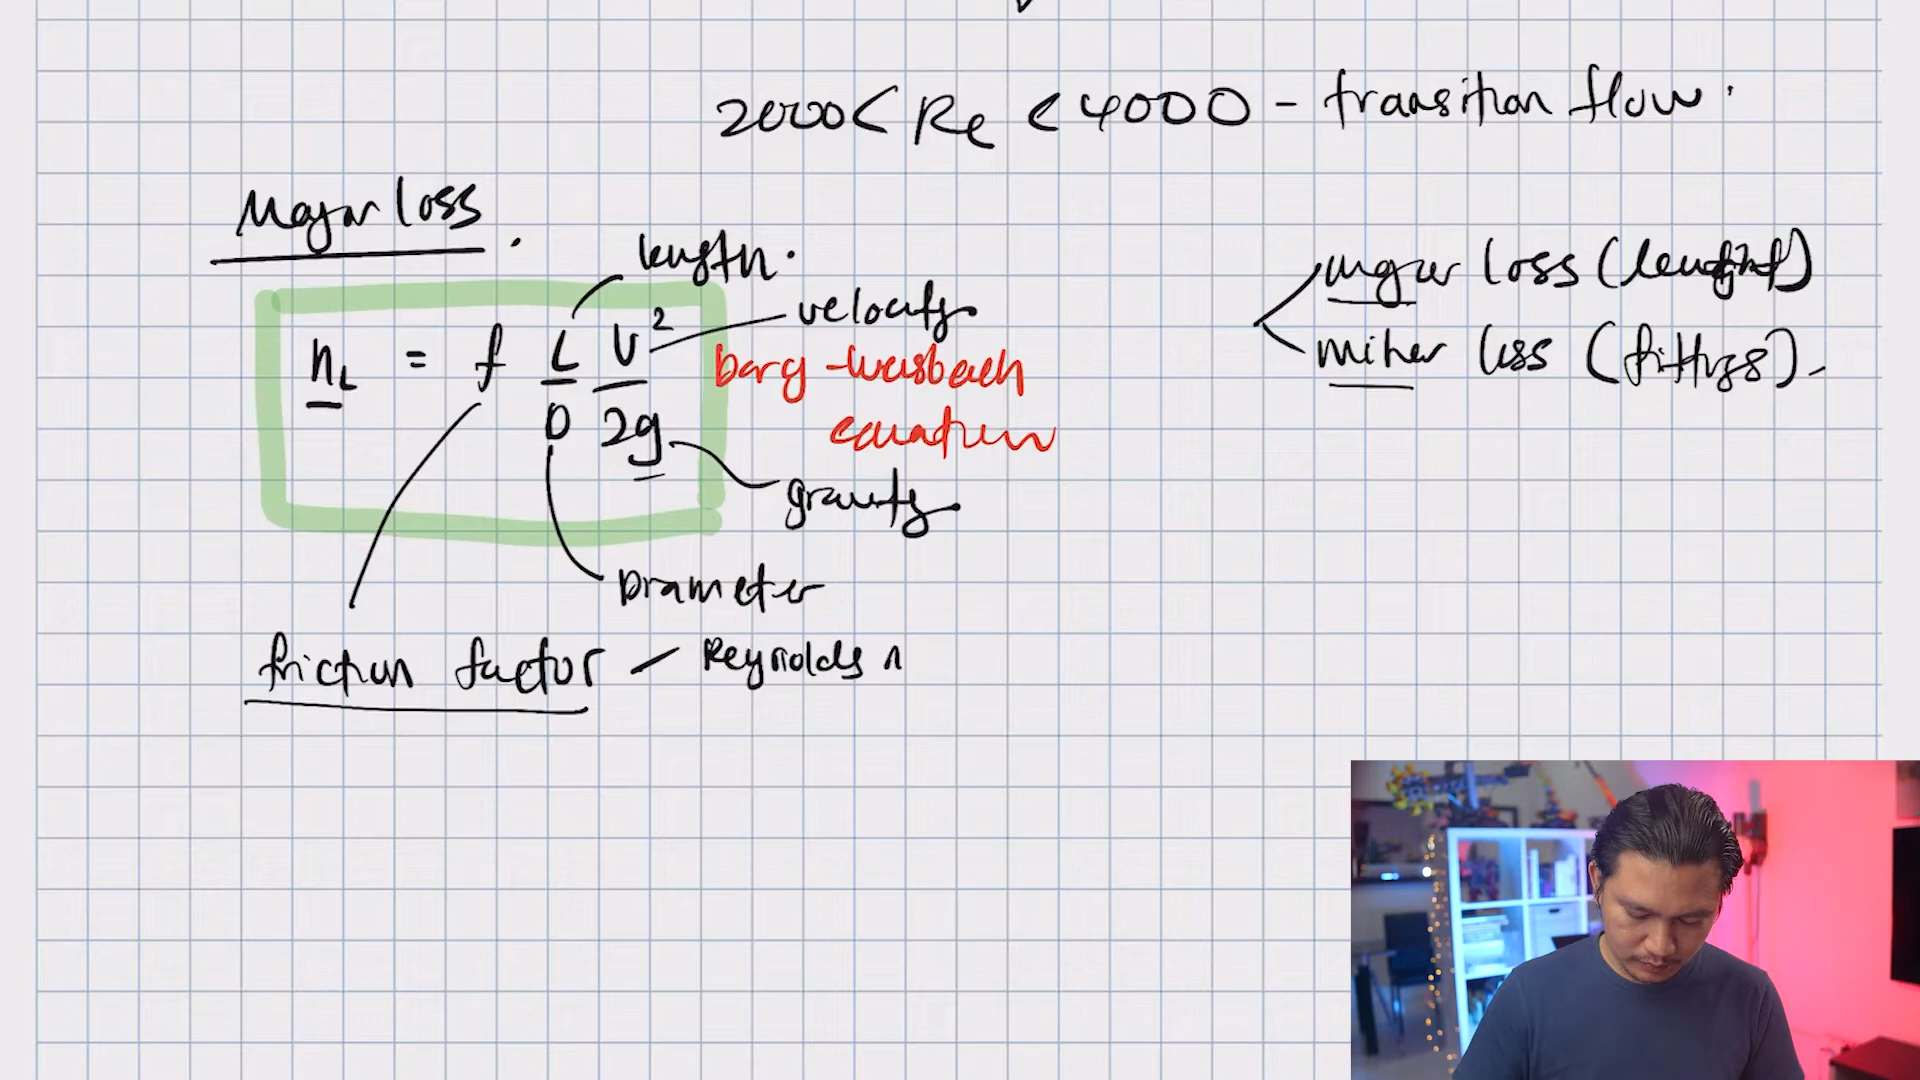 2000 < Re < 4000 - transition flow.
Major loss.
length.
velocity
hL = f L/D V²/2g
Darcy-Weisbach
equation
gravity
Diameter
friction factor - Reynolds n
major loss (length)
minor loss (fittings).